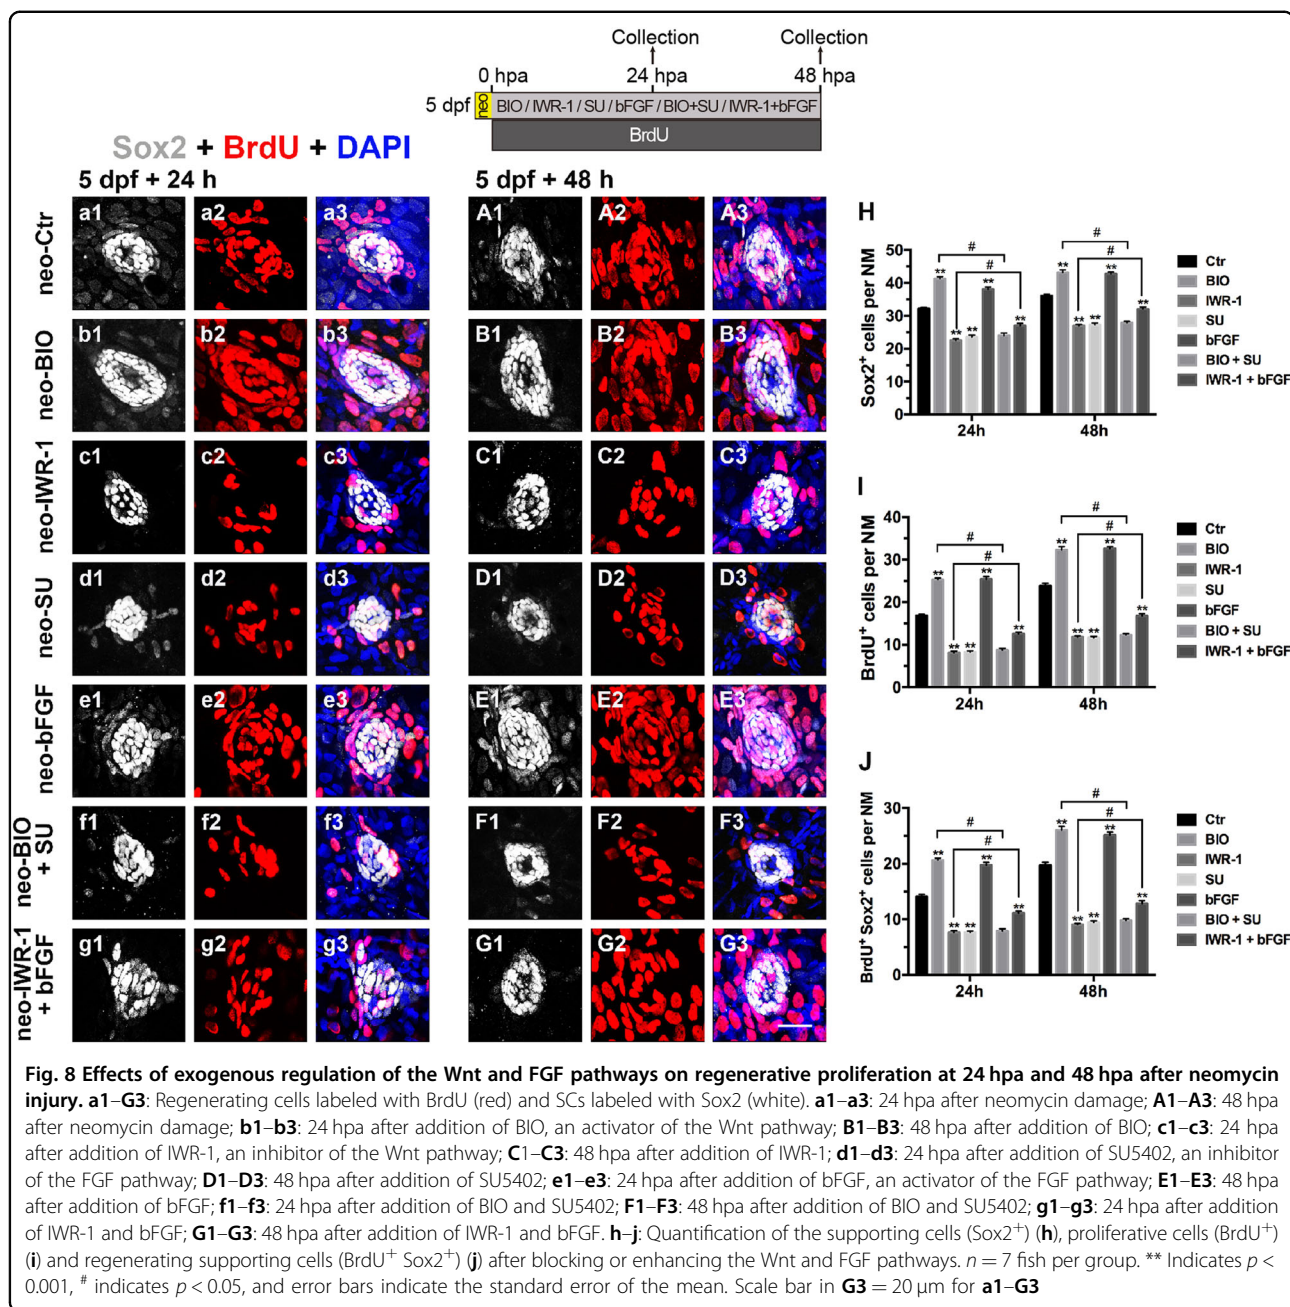 Collection Collection
0 hpa 24 hpa 48 hpa
5 dpf neo BIO / IWR-1 / SU / bFGF / BIO+SU / IWR-1+bFGF
BrdU
Sox2 + BrdU + DAPI
5 dpf + 24 h 5 dpf + 48 h
neo-Ctr a1 a2 a3 A1 A2 A3
neo-BIO b1 b2 b3 B1 B2 B3
neo-IWR-1 c1 c2 c3 C1 C2 C3
neo-SU d1 d2 d3 D1 D2 D3
neo-bFGF e1 e2 e3 E1 E2 E3
neo-BIO + SU f1 f2 f3 F1 F2 F3
neo-IWR-1 + bFGF g1 g2 g3 G1 G2 G3
H
Sox2+ cells per NM
50
40
30
20
10
0
** ** ** ** ** # #
** ** ** ** ** # #
24h 48h
Ctr
BIO
IWR-1
SU
bFGF
BIO + SU
IWR-1 + bFGF
I
BrdU+ cells per NM
40
30
20
10
0
** ** ** ** ** # #
** ** ** ** ** # #
24h 48h
Ctr
BIO
IWR-1
SU
bFGF
BIO + SU
IWR-1 + bFGF
J
BrdU+ Sox2+ cells per NM
30
20
10
0
** ** ** ** ** # #
** ** ** ** ** # #
24h 48h
Ctr
BIO
IWR-1
SU
bFGF
BIO + SU
IWR-1 + bFGF
Fig. 8 Effects of exogenous regulation of the Wnt and FGF pathways on regenerative proliferation at 24 hpa and 48 hpa after neomycin
injury. a1–G3: Regenerating cells labeled with BrdU (red) and SCs labeled with Sox2 (white). a1–a3: 24 hpa after neomycin damage; A1–A3: 48 hpa
after neomycin damage; b1–b3: 24 hpa after addition of BIO, an activator of the Wnt pathway; B1–B3: 48 hpa after addition of BIO; c1–c3: 24 hpa
after addition of IWR-1, an inhibitor of the Wnt pathway; C1–C3: 48 hpa after addition of IWR-1; d1–d3: 24 hpa after addition of SU5402, an inhibitor
of the FGF pathway; D1–D3: 48 hpa after addition of SU5402; e1–e3: 24 hpa after addition of bFGF, an activator of the FGF pathway; E1–E3: 48 hpa
after addition of bFGF; f1–f3: 24 hpa after addition of BIO and SU5402; F1–F3: 48 hpa after addition of BIO and SU5402; g1–g3: 24 hpa after addition
of IWR-1 and bFGF; G1–G3: 48 hpa after addition of IWR-1 and bFGF. h–j: Quantification of the supporting cells (Sox2+) (h), proliferative cells (BrdU+)
(i) and regenerating supporting cells (BrdU+ Sox2+) (j) after blocking or enhancing the Wnt and FGF pathways. n = 7 fish per group. ** Indicates p <
0.001, # indicates p < 0.05, and error bars indicate the standard error of the mean. Scale bar in G3 = 20 μm for a1–G3